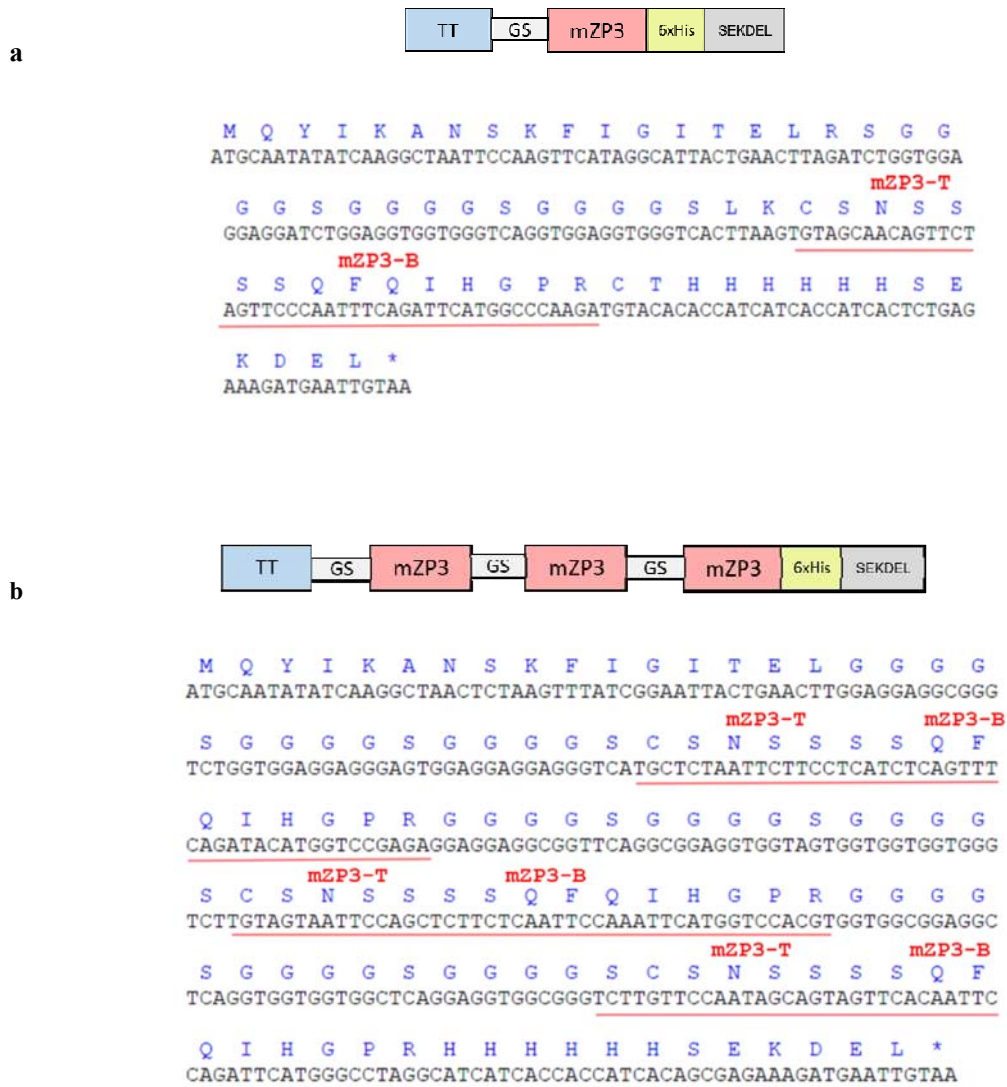 TT GS mZP3 6xHis SEKDEL
a
M Q Y I K A N S K F I G I T E L R S G G
ATGCAATATATCAAGGCTAATTCCAAGTTCATAGGCATTACTGAACTTAGATCTGGTGGA
mZP3-T
G G S G G G G S G G G G S L K C S N S S
GGAGGATCTGGAGGTGGTGGGTCAGGTGGAGGTGGGTCACTTAAGTGTAGCAACAGTTCT
mZP3-B
S S Q F Q I H G P R C T H H H H H H S E
AGTTCCCAATTTCAGATTCATGGCCCAAGATGTACACACCATCATCACCATCACTCTGAG
K D E L *
AAAGATGAATTGTAA
TT GS mZP3 GS mZP3 GS mZP3 6xHis SEKDEL
b
M Q Y I K A N S K F I G I T E L G G G G
ATGCAATATATCAAGGCTAACTCTAAGTTTATCGGAATTACTGAACTTGGAGGAGGCGGG
mZP3-T mZP3-B
S G G G G S G G G G S C S N S S S S Q F
TCTGGTGGAGGAGGGAGTGGAGGAGGAGGGTCATGCTCTAATTCTTCCTCATCTCAGTTT
Q I H G P R G G G G S G G G G S G G G G
CAGATACATGGTCCGAGAGGAGGAGGCGGTTCAGGCGGAGGTGGTAGTGGTGGTGGTGGG
mZP3-T mZP3-B
S C S N S S S S Q F Q I H G P R G G G G
TCTTGTAGTAATTCCAGCTCTTCTCAATTCCAAATTCATGGTCCACGTGGTGGCGGAGGC
mZP3-T mZP3-B
S G G G G S G G G G S C S N S S S S Q F
TCAGGTGGTGGTGGCTCAGGAGGTGGCGGGTCTTGTTCCAATAGCAGTAGTTCACAATTC
Q I H G P R H H H H H H S E K D E L *
CAGATTCATGGGCCTAGGCATCATCACCACCATCACAGCGAGAAAGATGAATTGTAA